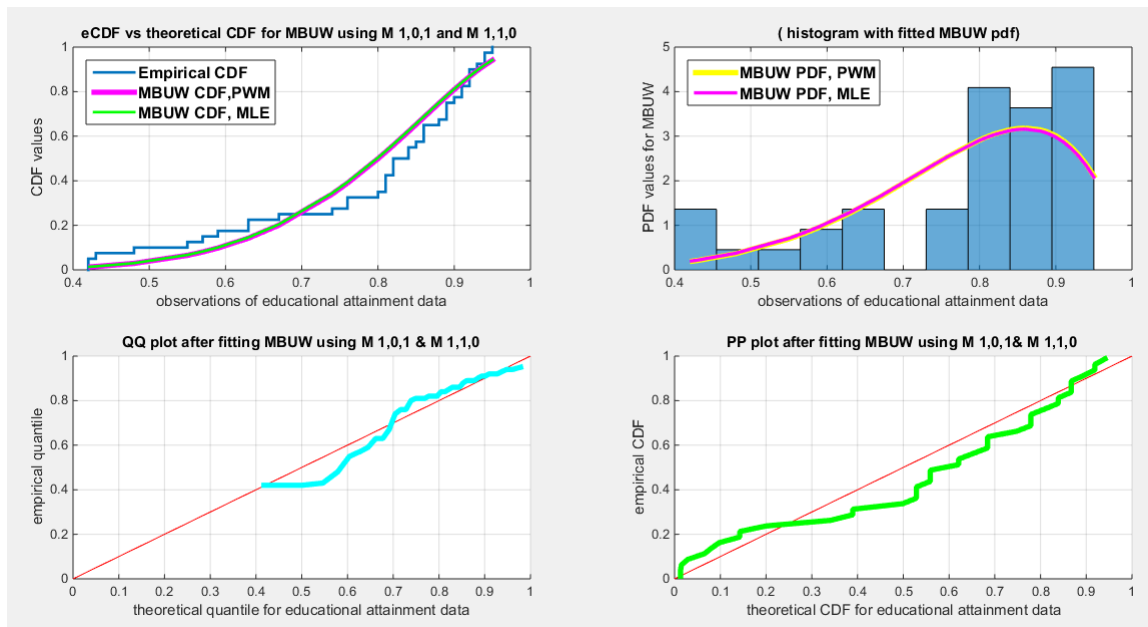 eCDF vs theoretical CDF for MBUW using M 1,0,1 and M 1,1,0
Empirical CDF
MBUW CDF,PWM
MBUW CDF, MLE
CDF values
1
0.8
0.6
0.4
0.2
0
0.4 0.5 0.6 0.7 0.8 0.9 1
observations of educational attainment data
( histogram with fitted MBUW pdf)
MBUW PDF, PWM
MBUW PDF, MLE
PDF values for MBUW
5
4
3
2
1
0
0.4 0.5 0.6 0.7 0.8 0.9 1
observations of educational attainment data
QQ plot after fitting MBUW using M 1,0,1 & M 1,1,0
empirical quantile
1
0.8
0.6
0.4
0.2
0
0 0.1 0.2 0.3 0.4 0.5 0.6 0.7 0.8 0.9 1
theoretical quantile for educational attainment data
PP plot after fitting MBUW using M 1,0,1& M 1,1,0
empirical CDF
1
0.8
0.6
0.4
0.2
0
0 0.1 0.2 0.3 0.4 0.5 0.6 0.7 0.8 0.9 1
theoretical CDF for educational attainment data